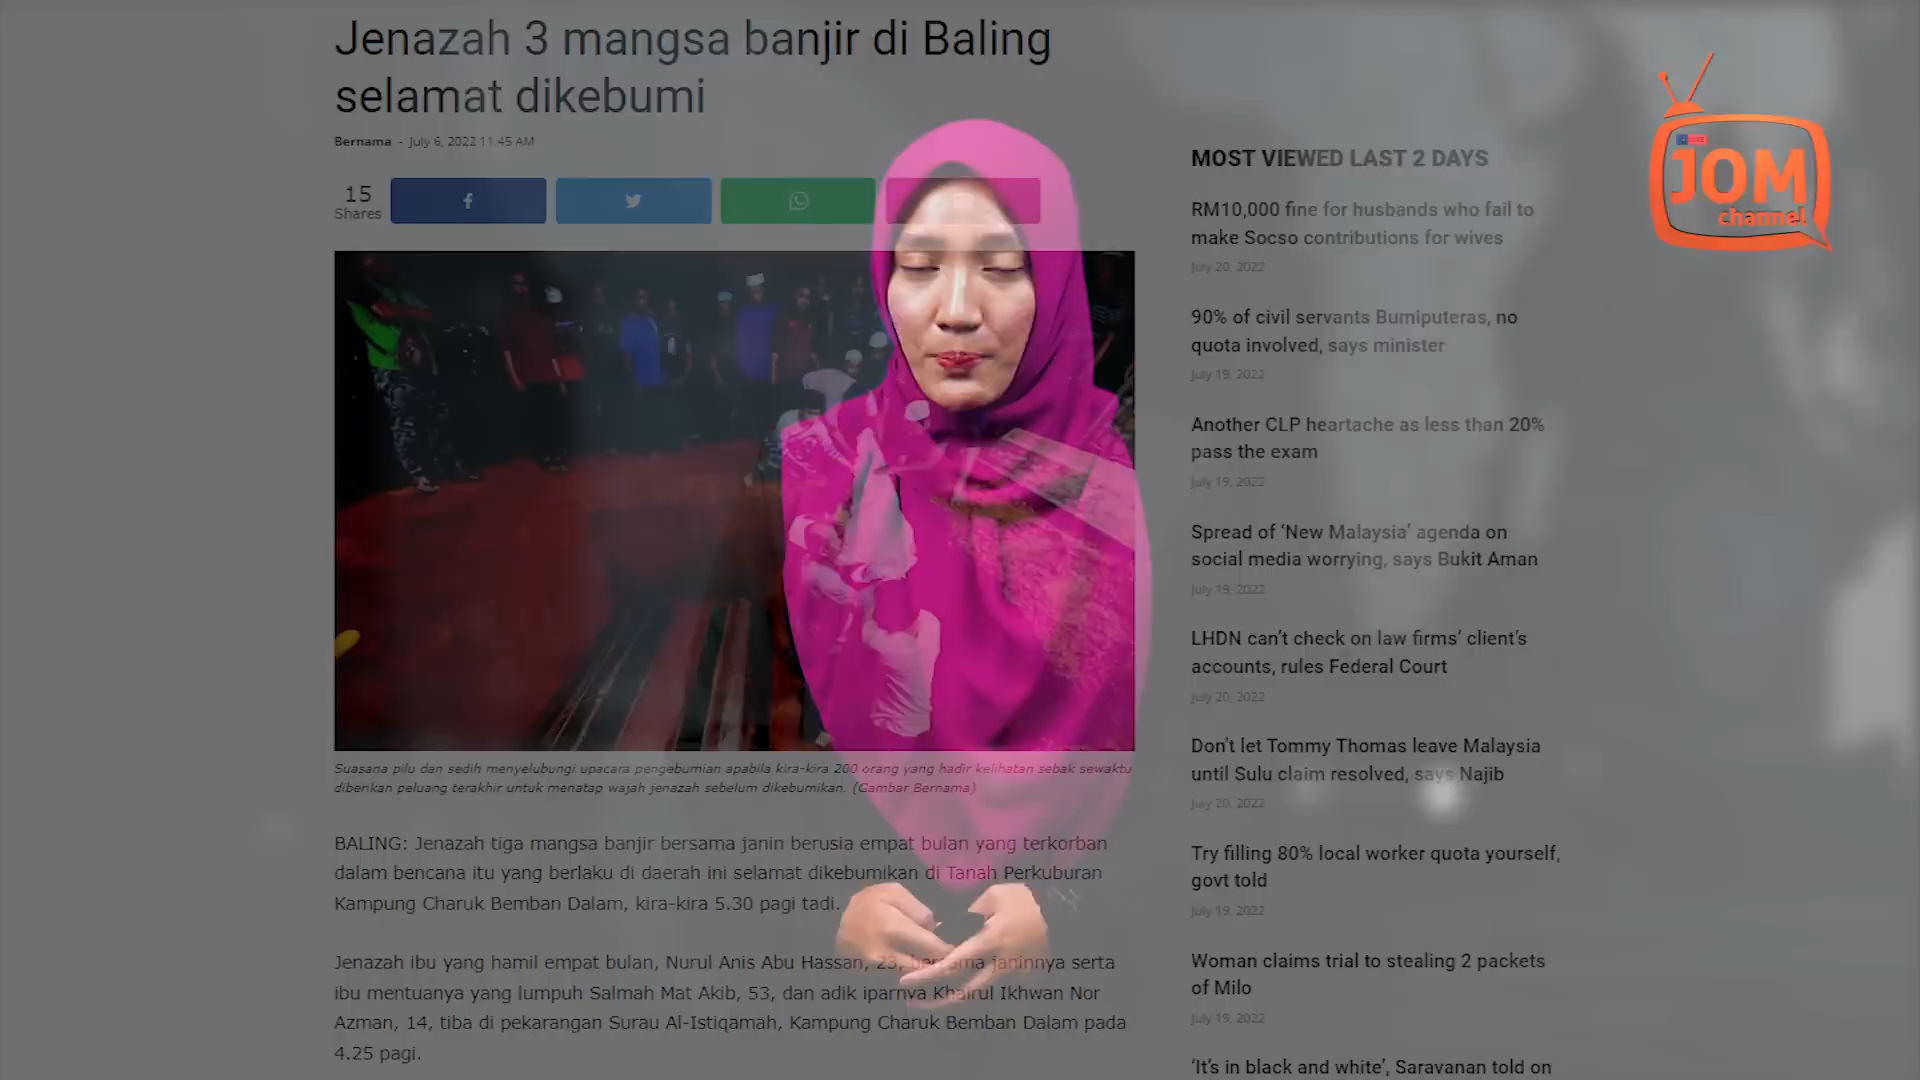 Jenazah 3 mangsa banjir di Baling
selamat dikebumi
Bernama - July 6, 2022 11.45 AM
15
Shares
Suasana pilu dan sedih menyelubungi upacara pengebumian apabila kira-kira 200 orang yang hadir kelihatan sebak sewaktu
diberikan peluang terakhir untuk menatap wajah jenazah sebelum dikebumikan. (Gambar Bernama)
BALING: Jenazah tiga mangsa banjir bersama janin berusia empat bulan yang terkorban
dalam bencana itu yang berlaku di daerah ini selamat dikebumikan di Tanah Perkuburan
Kampung Charuk Bemban Dalam, kira-kira 5.30 pagi tadi.
Jenazah ibu yang hamil empat bulan, Nurul Anis Abu Hassan, 23, bersama janinnya serta
ibu mentuanya yang lumpuh Salmah Mat Akib, 53, dan adik iparnya Khairul Ikhwan Nor
Azman, 14, tiba di pekarangan Surau Al-Istiqamah, Kampung Charuk Bemban Dalam pada
4.25 pagi.
MOST VIEWED LAST 2 DAYS
RM10,000 fine for husbands who fail to
make Socso contributions for wives
July 20, 2022
90% of civil servants Bumiputeras, no
quota involved, says minister
July 19, 2022
Another CLP heartache as less than 20%
pass the exam
July 19, 2022
Spread of ‘New Malaysia’ agenda on
social media worrying, says Bukit Aman
July 19, 2022
LHDN can’t check on law firms’ client’s
accounts, rules Federal Court
July 20, 2022
Don't let Tommy Thomas leave Malaysia
until Sulu claim resolved, says Najib
July 20, 2022
Try filling 80% local worker quota yourself,
govt told
July 19, 2022
Woman claims trial to stealing 2 packets
of Milo
July 19, 2022
‘It’s in black and white’, Saravanan told on
JOM
channel